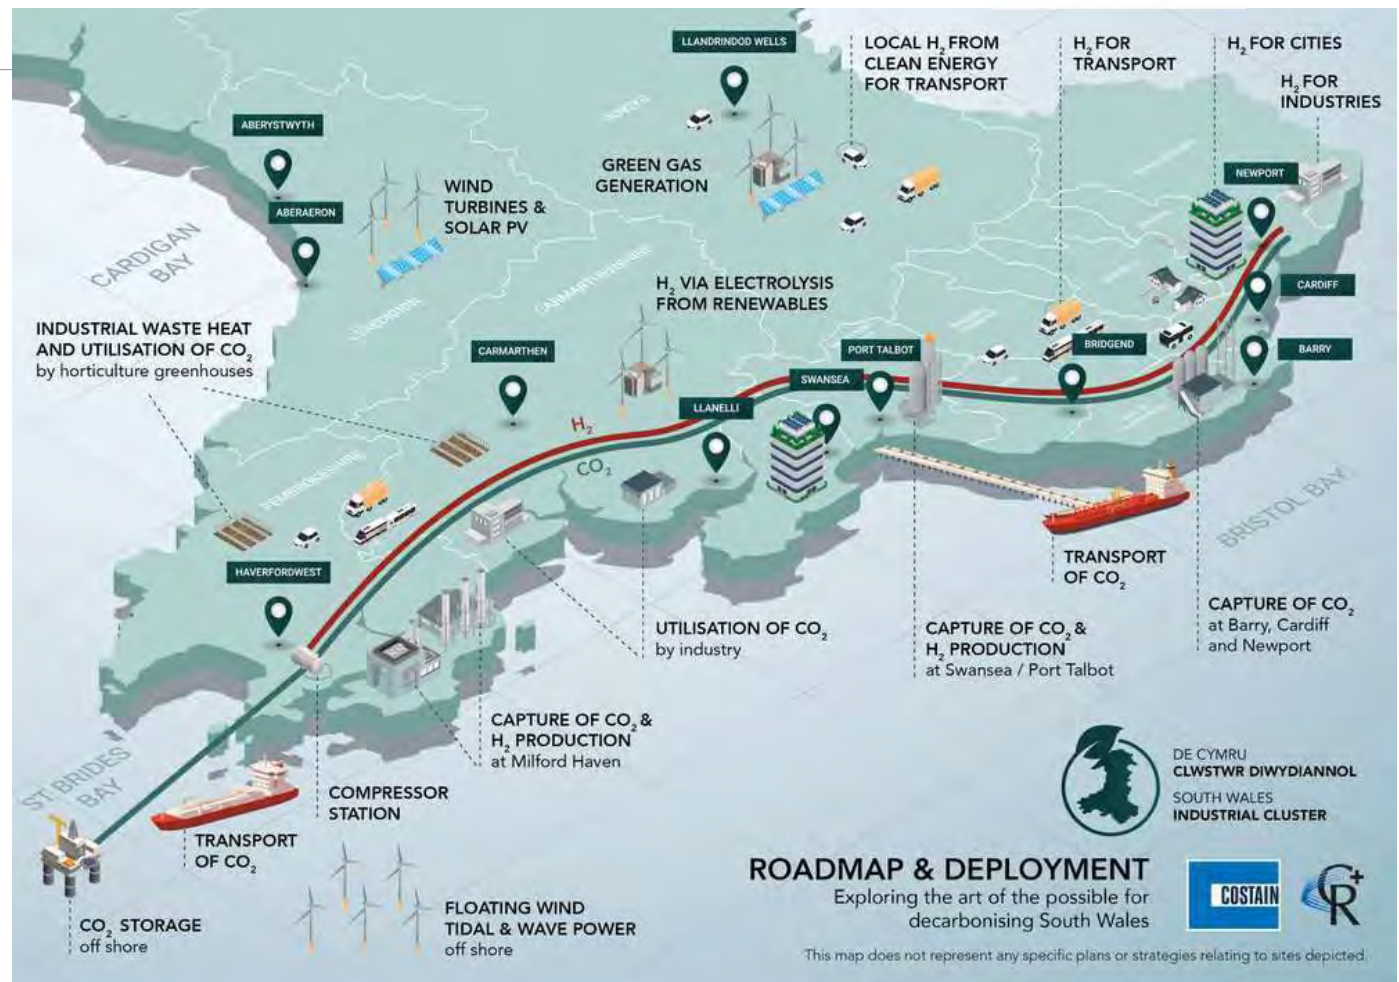 LLANDRINDOD WELLS
LOCAL H₂ FROM
CLEAN ENERGY
FOR TRANSPORT
H₂ FOR
TRANSPORT
H₂ FOR CITIES
H₂ FOR
INDUSTRIES
ABERYSTWYTH
ABERAERON
WIND
TURBINES &
SOLAR PV
GREEN GAS
GENERATION
NEWPORT
CARDIGAN
BAY
H₂ VIA ELECTROLYSIS
FROM RENEWABLES
CARMARTHENSHIRE
CARDIFF
INDUSTRIAL WASTE HEAT
AND UTILISATION OF CO₂
by horticulture greenhouses
CARMARTHEN
PORT TALBOT
BRIDGEND
BARRY
SWANSEA
LLANELLI
H₂
CO₂
PEMBROKESHIRE
BRISTOL BAY
HAVERFORDWEST
TRANSPORT
OF CO₂
UTILISATION OF CO₂
by industry
CAPTURE OF CO₂ &
H₂ PRODUCTION
at Swansea / Port Talbot
CAPTURE OF CO₂
at Barry, Cardiff
and Newport
CAPTURE OF CO₂ &
H₂ PRODUCTION
at Milford Haven
ST. BRIDES
BAY
COMPRESSOR
STATION
TRANSPORT
OF CO₂
DE CYMRU
CLWSTWR DIWYDIANNOL
SOUTH WALES
INDUSTRIAL CLUSTER
CO₂ STORAGE
off shore
FLOATING WIND
TIDAL & WAVE POWER
off shore
ROADMAP & DEPLOYMENT
Exploring the art of the possible for
decarbonising South Wales
COSTAIN
CR+
This map does not represent any specific plans or strategies relating to sites depicted.